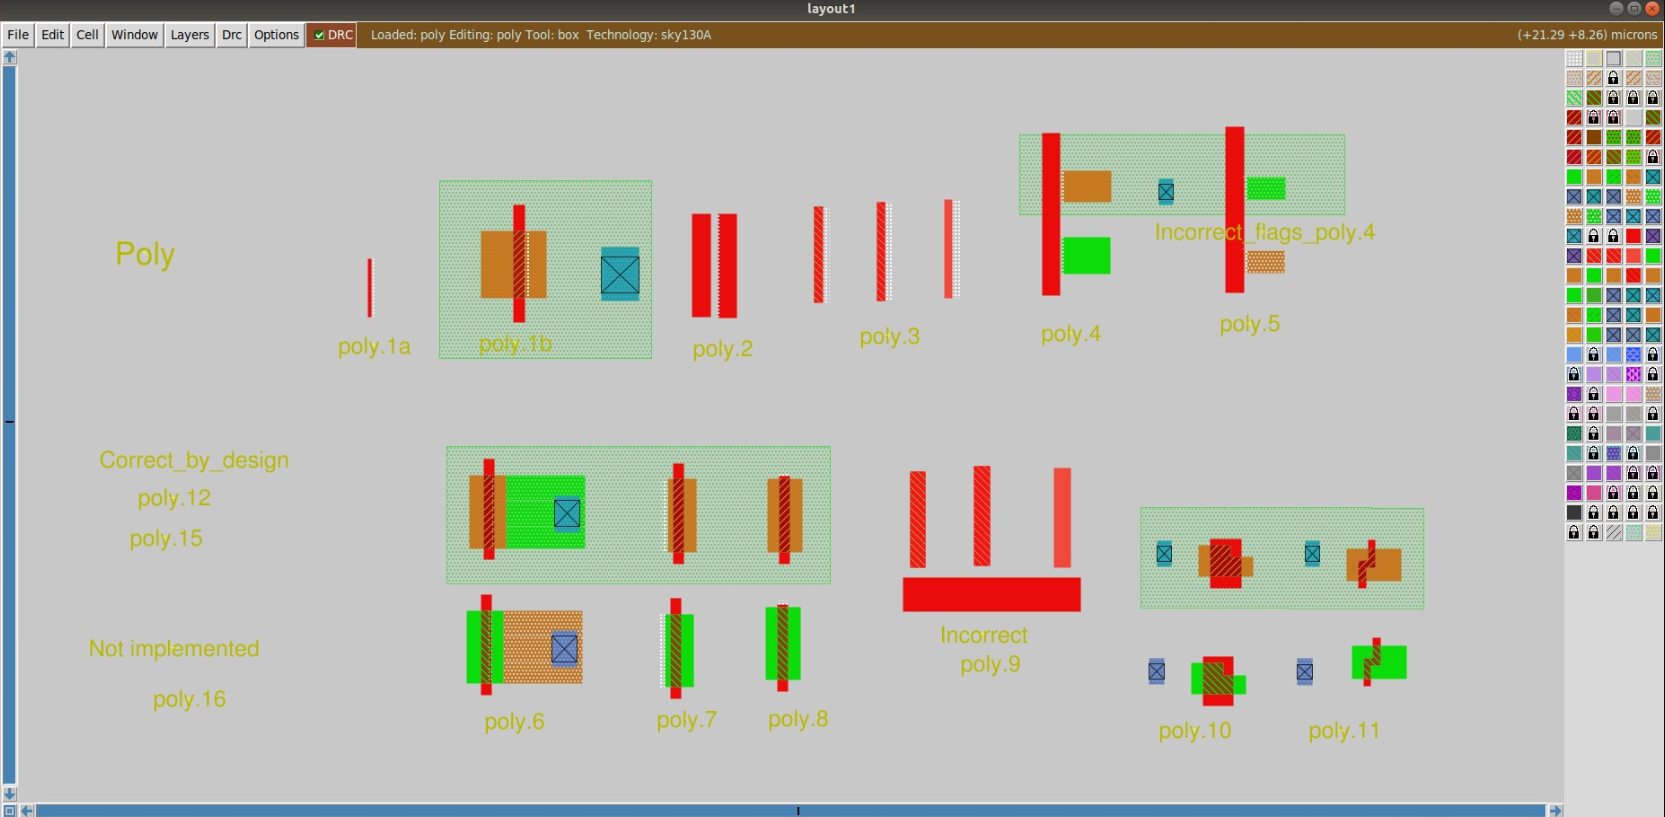 layout1
File Edit Cell Window Layers Drc Options DRC Loaded: poly Editing: poly Tool: box Technology: sky130A (+21.29 +8.26) microns
Poly
poly.1a
poly.1b
poly.2
poly.3
poly.4
Incorrect_flags_poly.4
poly.5
Correct_by_design
poly.12
poly.15
Not implemented
poly.16
poly.6
poly.7
poly.8
Incorrect
poly.9
poly.10
poly.11